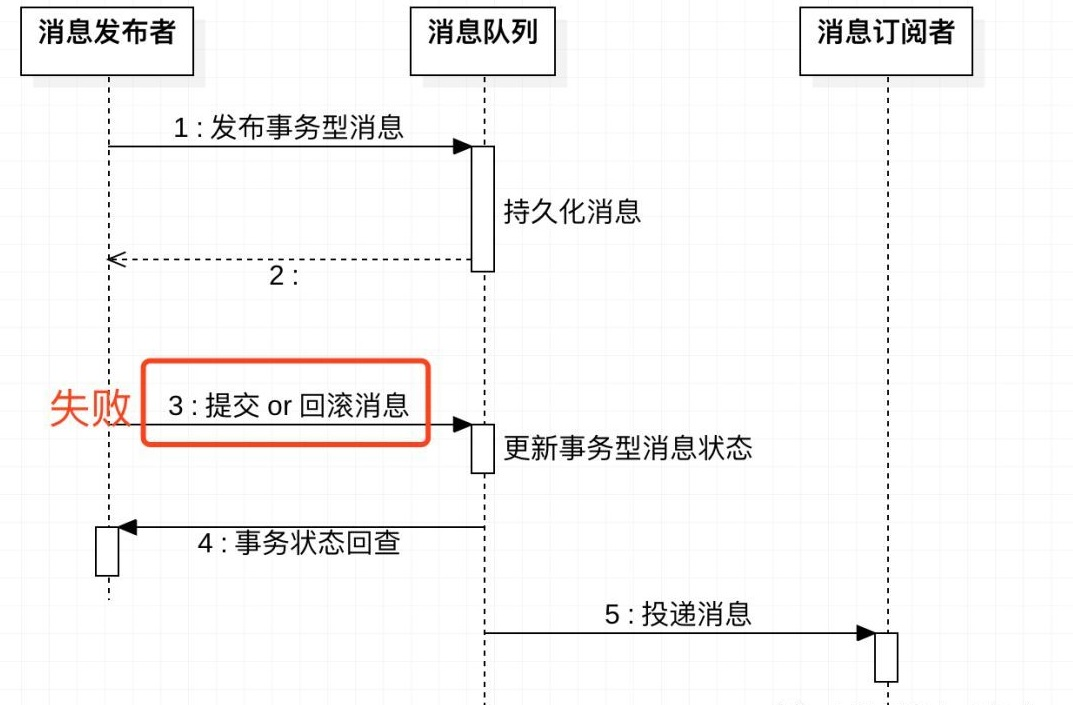 消息发布者
消息队列
消息订阅者
1 : 发布事务型消息
持久化消息
2 :
失败
3 : 提交 or 回滚消息
更新事务型消息状态
4 : 事务状态回查
5 : 投递消息